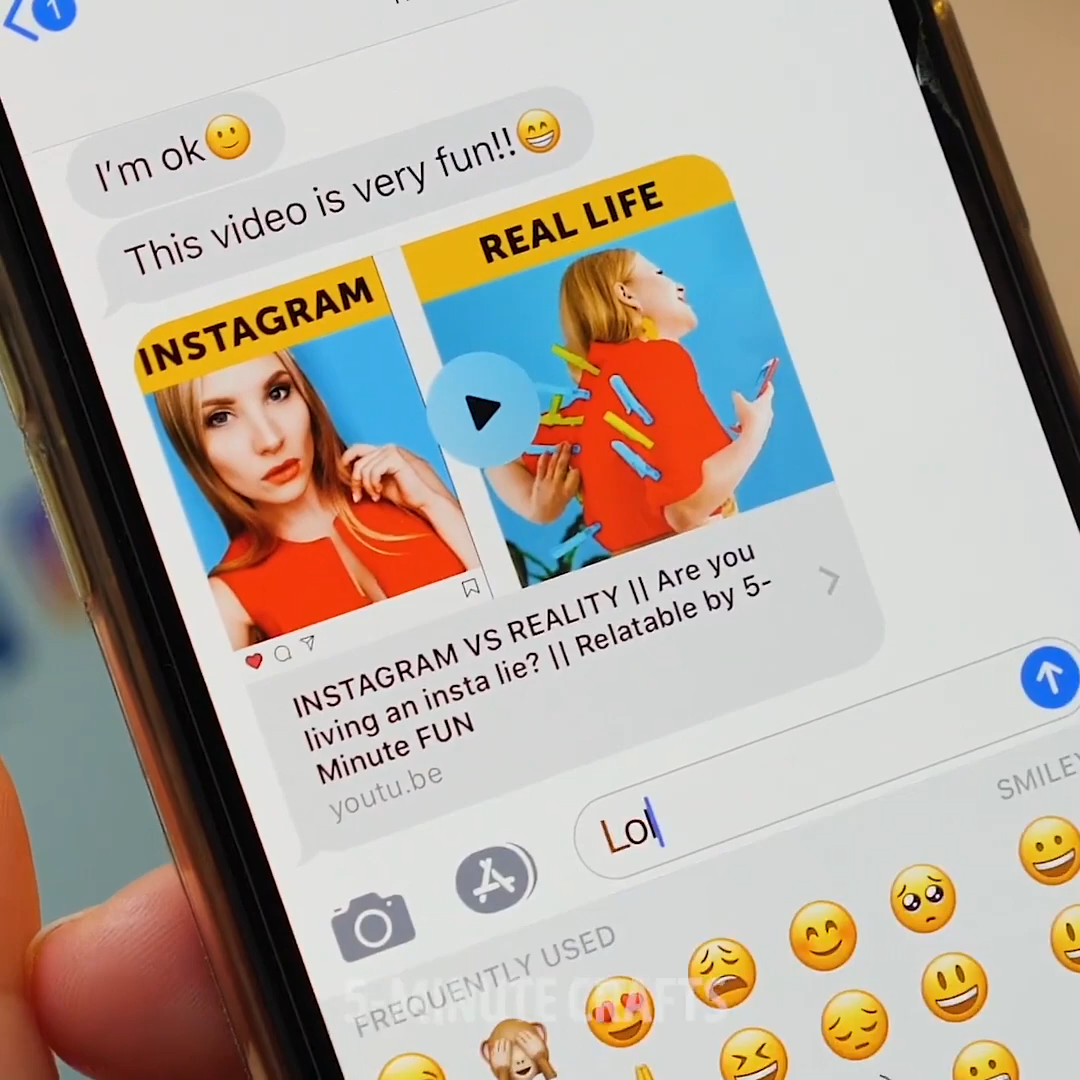 1
I'm ok🙂
This video is very fun!!😁
INSTAGRAM
REAL LIFE
INSTAGRAM VS REALITY || Are you
living an insta lie? || Relatable by 5-
Minute FUN
youtu.be
Lol
FREQUENTLY USED
5-MINUTE CRAFTS